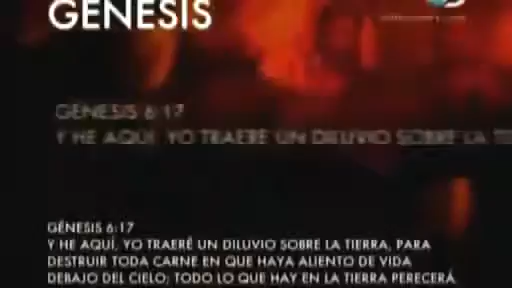 GENESIS
GÉNESIS 6:17
Y HE AQUÍ, YO TRAERÉ UN DILUVIO SOBRE LA TIE
GÉNESIS 6:17
Y HE AQUÍ, YO TRAERÉ UN DILUVIO SOBRE LA TIERRA, PARA
DESTRUIR TODA CARNE EN QUE HAYA ALIENTO DE VIDA
DEBAJO DEL CIELO; TODO LO QUE HAY EN LA TIERRA PERECERÁ